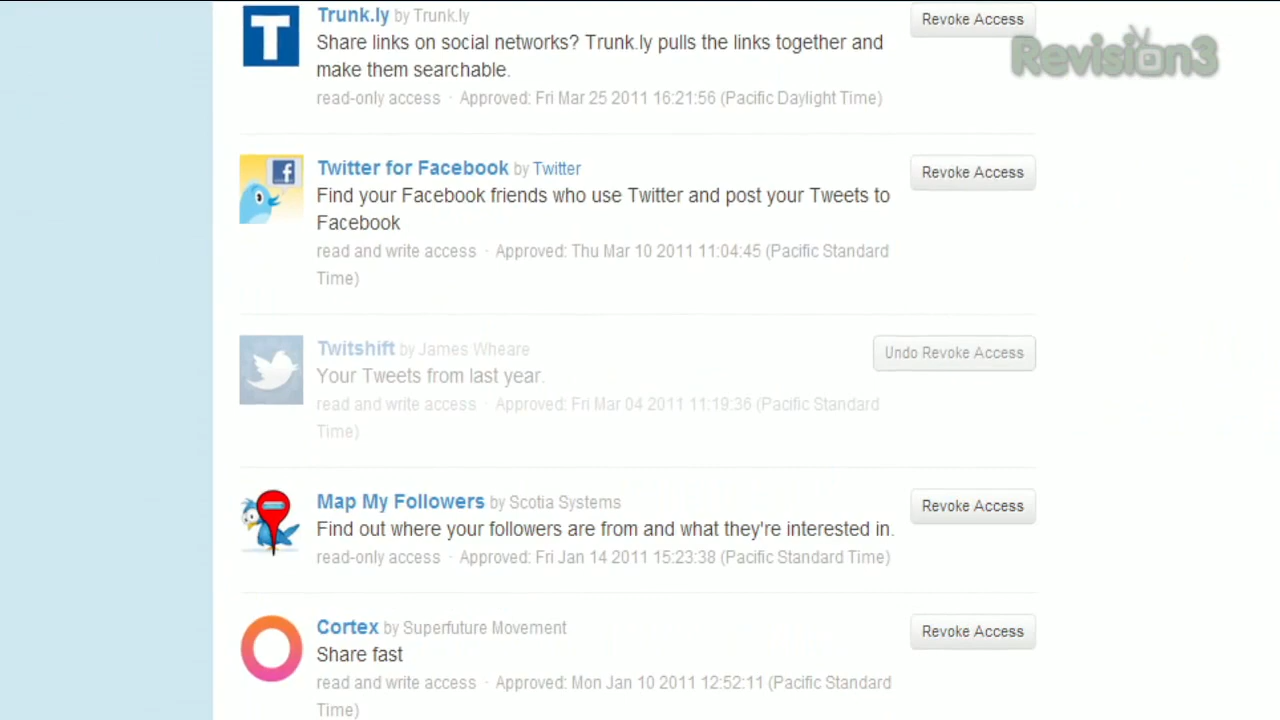 Trunk.ly by Trunk.ly
Revoke Access
Revision3
Share links on social networks? Trunk.ly pulls the links together and
make them searchable.
read-only access · Approved: Fri Mar 25 2011 16:21:56 (Pacific Daylight Time)
Twitter for Facebook by Twitter
Revoke Access
Find your Facebook friends who use Twitter and post your Tweets to
Facebook
read and write access · Approved: Thu Mar 10 2011 11:04:45 (Pacific Standard
Time)
Twitshift by James Wheare
Undo Revoke Access
Your Tweets from last year.
read and write access · Approved: Fri Mar 04 2011 11:19:36 (Pacific Standard
Time)
Map My Followers by Scotia Systems
Revoke Access
Find out where your followers are from and what they're interested in.
read-only access · Approved: Fri Jan 14 2011 15:23:38 (Pacific Standard Time)
Cortex by Superfuture Movement
Revoke Access
Share fast
read and write access · Approved: Mon Jan 10 2011 12:52:11 (Pacific Standard
Time)